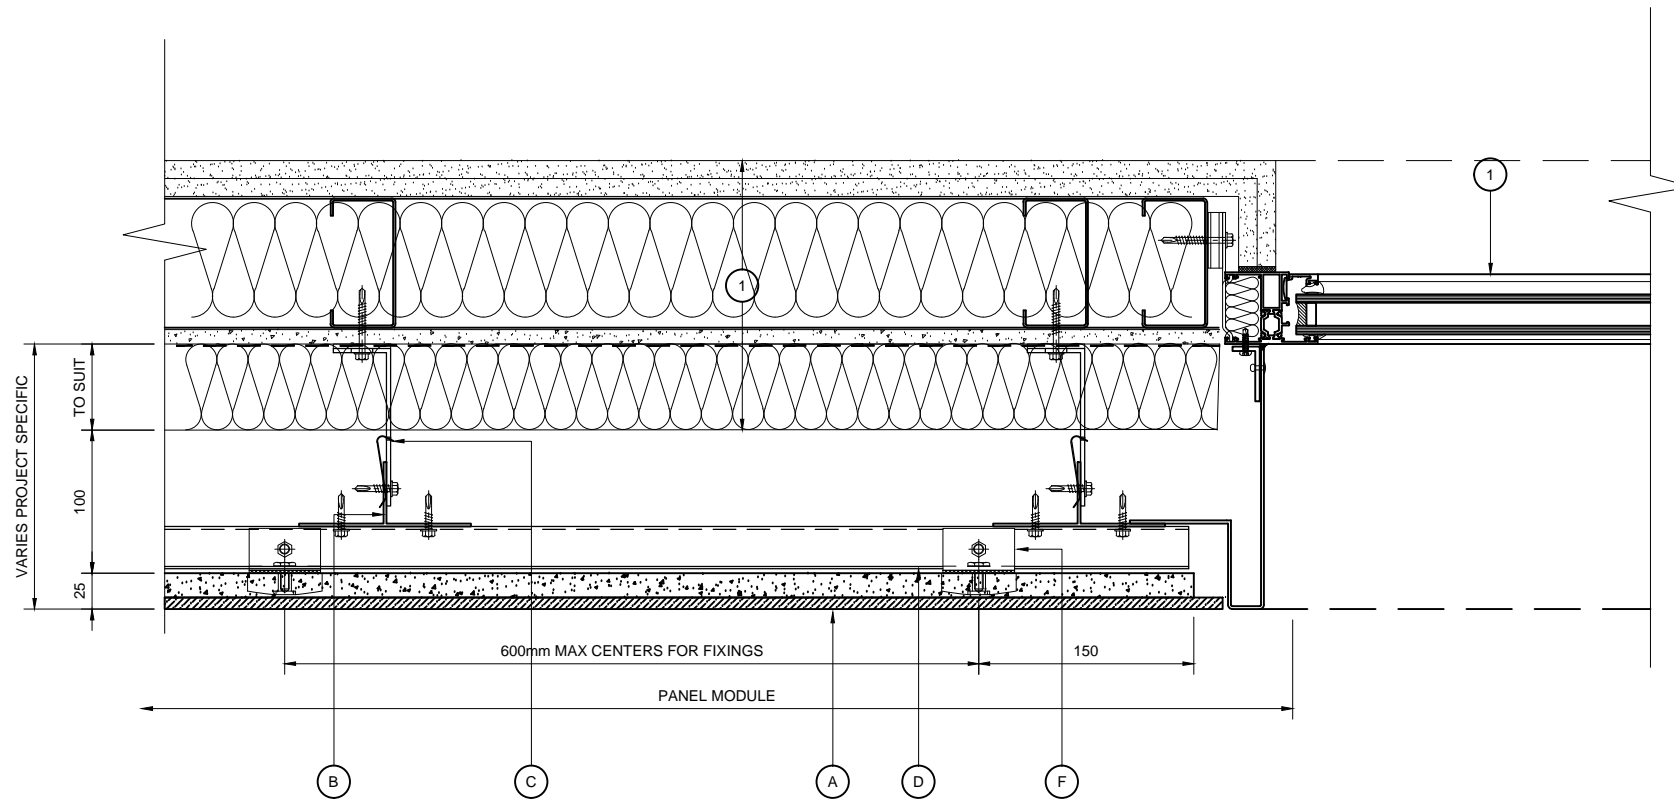 1
1
VARIES PROJECT SPECIFIC
TO SUIT
100
25
600mm MAX CENTERS FOR FIXINGS
150
PANEL MODULE
B
C
A
D
F